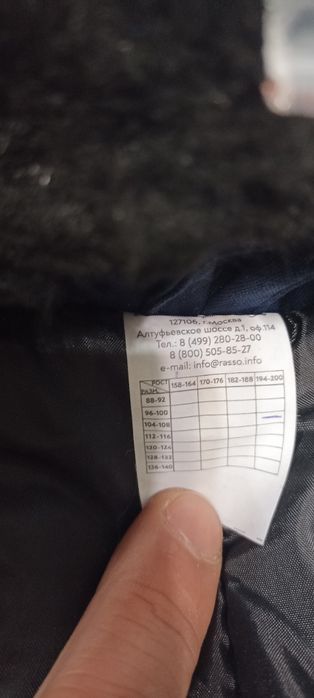 127106, г.Москва
Алтуфьевское шоссе д.1, оф.114
Тел.: 8 (499) 280-28-00
8 (800) 505-85-27
e-mail: info@rasso.info
РОСТ 158-164 170-176 182-188 194-200
РАЗМ.
88-92
96-100
104-108
112-116
120-124
128-132
136-140